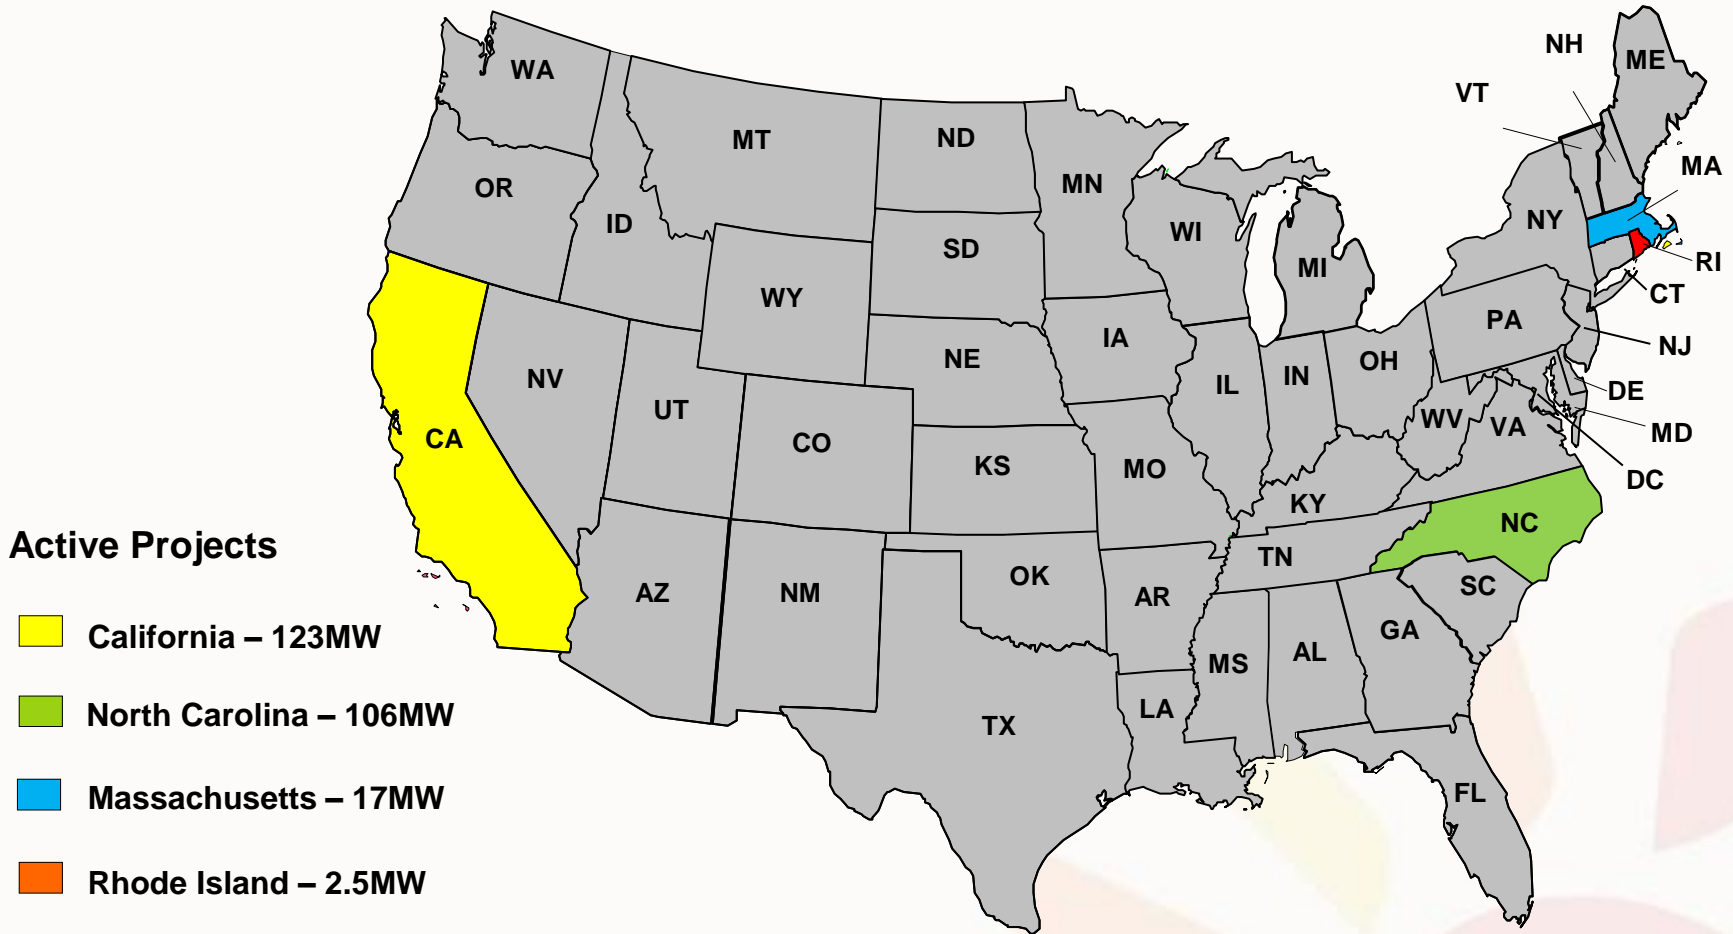 NH
ME
WA
VT
MT
ND
MA
OR
MN
ID
NY
WI
SD
RI
MI
WY
CT
PA
IA
NJ
NE
OH
NV
IN
IL
DE
UT
WV
VA
MD
CA
CO
KS
MO
DC
KY
NC
Active Projects
TN
OK
SC
AZ
NM
AR
GA
California – 123MW
AL
MS
LA
North Carolina – 106MW
TX
FL
Massachusetts – 17MW
Rhode Island – 2.5MW